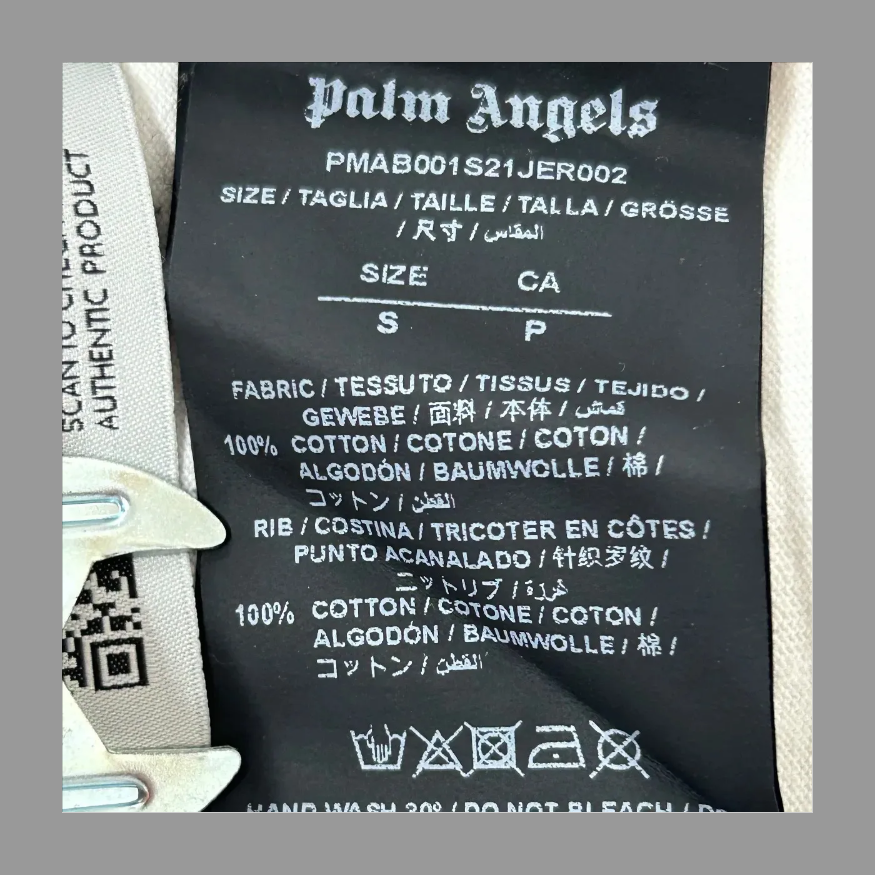 SCAN TO CHECK
AUTHENTIC PRODUCT
Palm Angels
PMAB001S21JER002
SIZE / TAGLIA / TAILLE / TALLA / GRÖSSE
/ 尺寸 / المقاس
SIZE CA
S P
FABRIC / TESSUTO / TISSUS / TEJIDO /
GEWEBE / 面料 / 本体 / قماش
100% COTTON / COTONE / COTON /
ALGODÓN / BAUMWOLLE / 棉 /
コットン / القطن
RIB / COSTINA / TRICOTER EN CÔTES /
PUNTO ACANALADO / 针织罗纹 /
ニットリブ /
100% COTTON / COTONE / COTON /
ALGODÓN / BAUMWOLLE / 棉 /
コットン / القطن
HAND WASH 30° / DO NOT BLEACH /